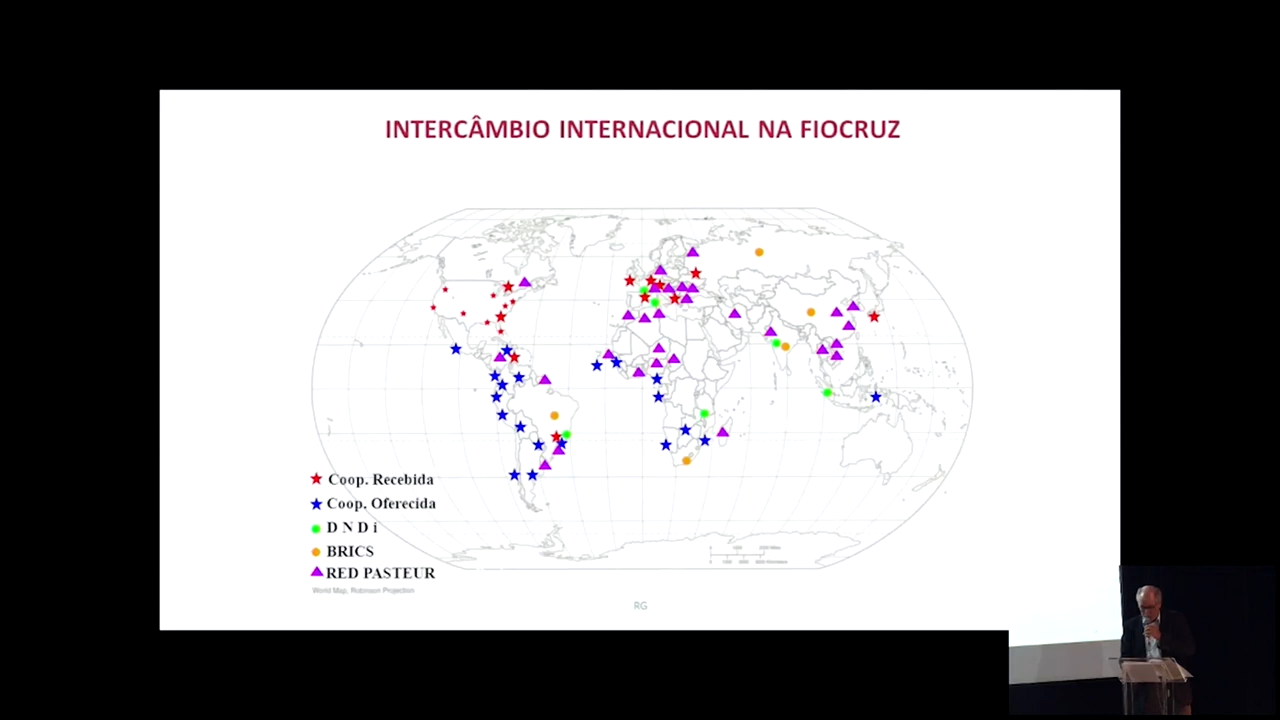 INTERCÂMBIO INTERNACIONAL NA FIOCRUZ
Coop. Recebida
Coop. Oferecida
D N D i
BRICS
RED PASTEUR
World Map, Robinson Projection
RG